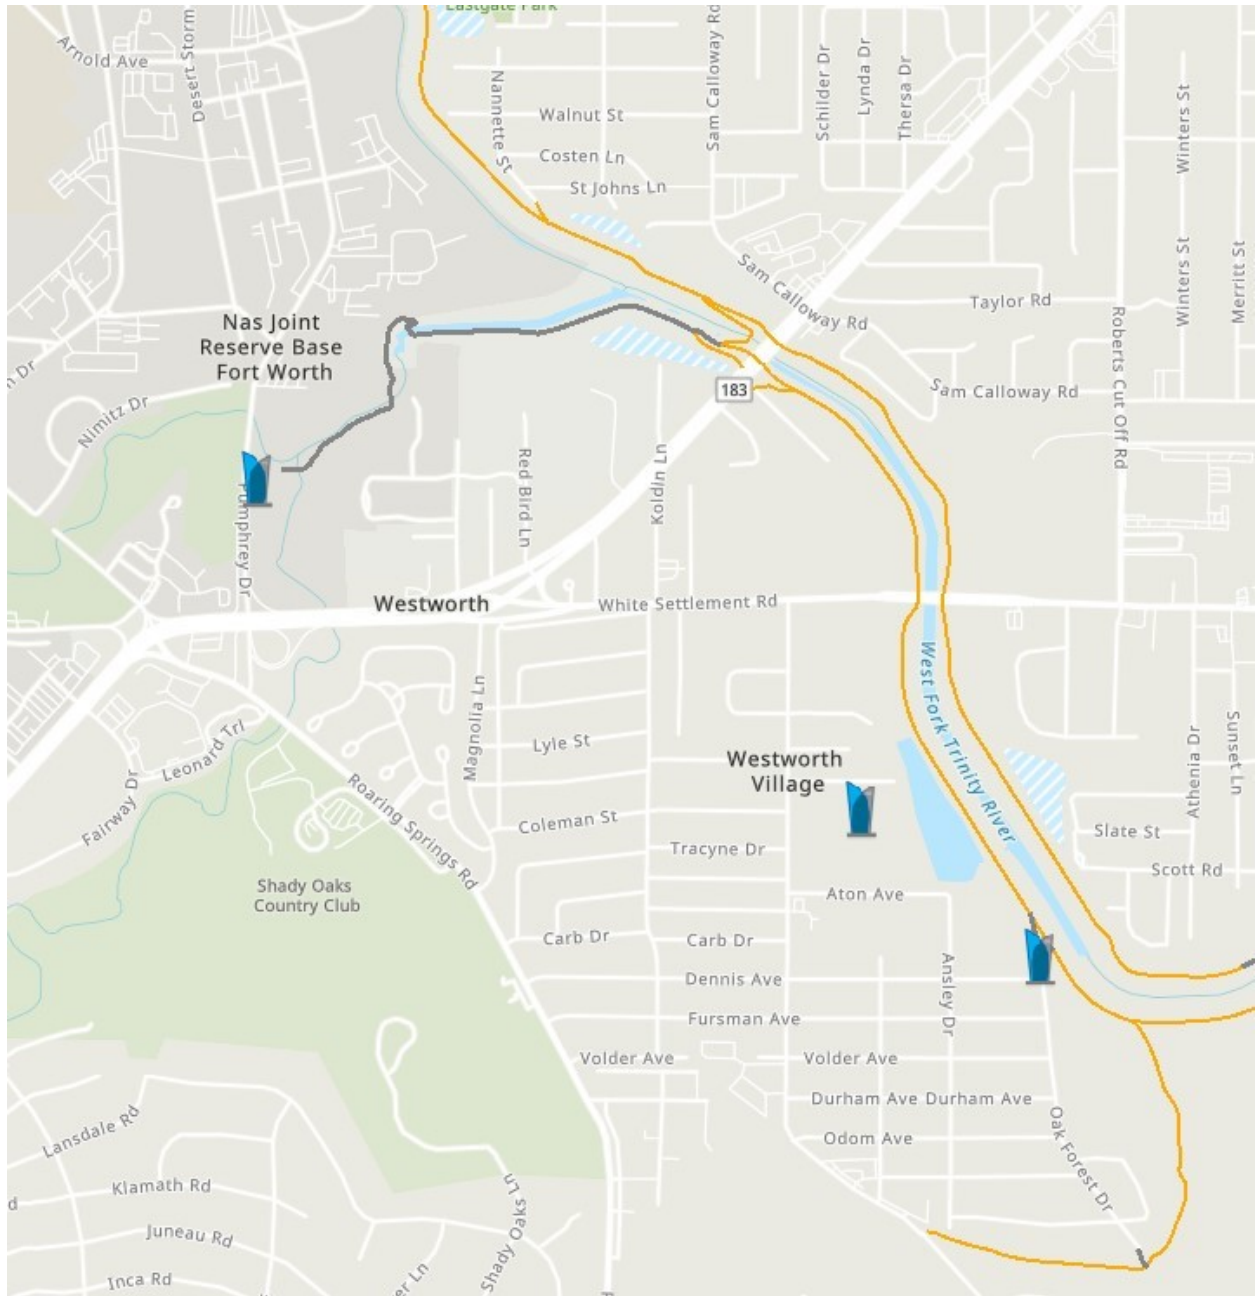 Eastgate Park
Arnold Ave
Desert Storm
Nannette St
Walnut St
Costen Ln
St Johns Ln
Sam Calloway Rd
Schilder Dr
Lynda Dr
Thersa Dr
Winters St
Winters St
Merritt St
Sam Calloway Rd
Taylor Rd
Roberts Cut Off Rd
Nas Joint
Reserve Base
Fort Worth
n Dr
Nimitz Dr
183
Sam Calloway Rd
Red Bird Ln
Kolpin Ln
Pumphrey Dr
Westworth
White Settlement Rd
West Fork Trinity River
Magnolia Ln
Leonard Trl
Fairway Dr
Lyle St
Roaring Springs Rd
Westworth
Village
Athenia Dr
Sunset Ln
Coleman St
Slate St
Tracyne Dr
Scott Rd
Shady Oaks
Country Club
Aton Ave
Carb Dr
Carb Dr
Ansley Dr
Dennis Ave
Fursman Ave
Volder Ave
Volder Ave
Durham Ave
Durham Ave
Oak Forest Dr
Odom Ave
Lansdale Rd
Klamath Rd
d
Juneau Rd
Shady Oaks Ln
er Ln
Inca Rd